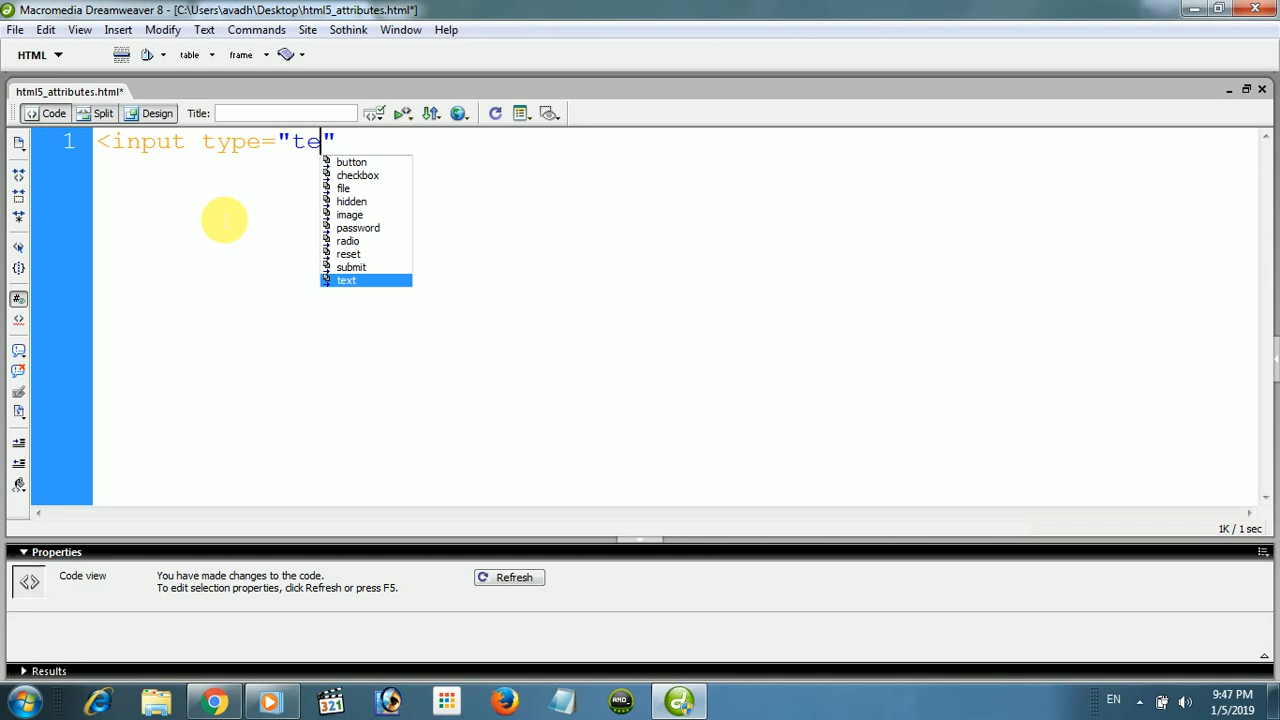 Macromedia Dreamweaver 8 - [C:\Users\avadh\Desktop\html5_attributes.html*]
File Edit View Insert Modify Text Commands Site Sothink Window Help
HTML table frame
html5_attributes.html*
Code Split Design Title:
1 <input type="te"
button
checkbox
file
hidden
image
password
radio
reset
submit
text
1K / 1 sec
Properties
Code view You have made changes to the code. Refresh
To edit selection properties, click Refresh or press F5.
Results
321
AND_
EN
9:47 PM
1/5/2019